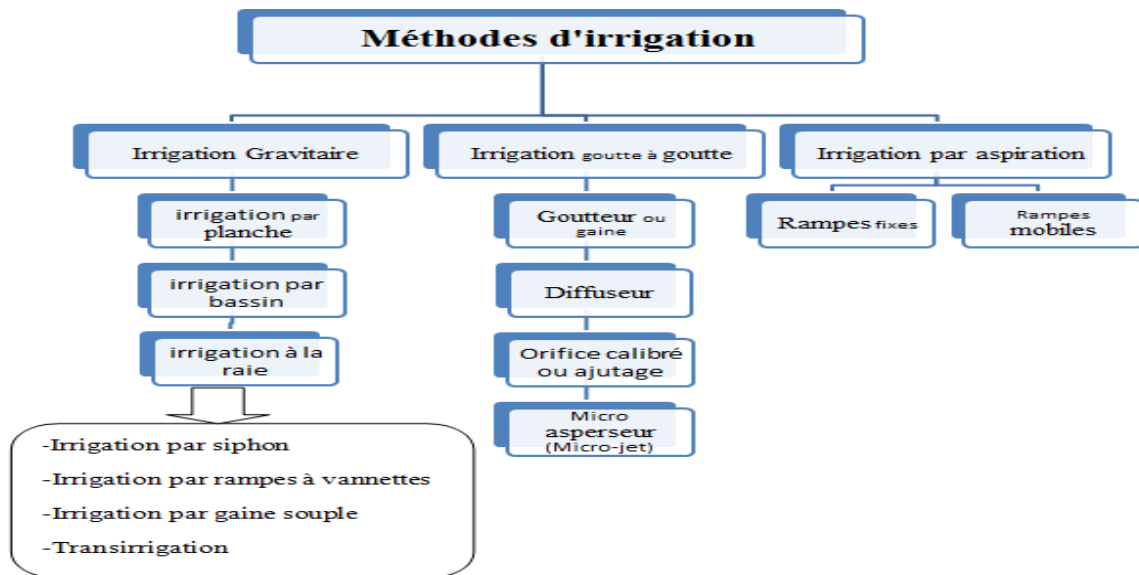 Méthodes d'irrigation
Irrigation Gravitaire
irrigation par
planche
irrigation par
bassin
irrigation à la
raie
-Irrigation par siphon
-Irrigation par rampes à vannettes
-Irrigation par gaine souple
-Transirrigation
Irrigation goutte à goutte
Goutteur ou
gaine
Diffuseur
Orifice calibré
ou ajutage
Micro
asperseur
(Micro-jet)
Irrigation par aspiration
Rampes fixes
Rampes
mobiles